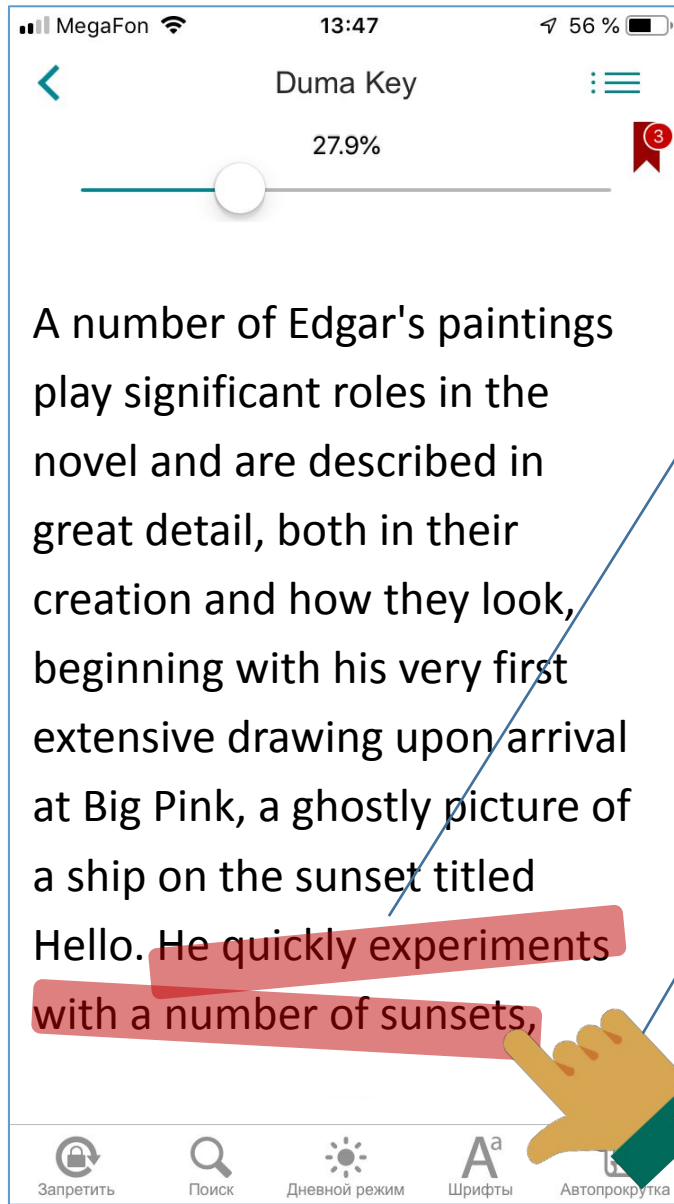 MegaFon 13:47 56 %
Duma Key
27.9%
3
A number of Edgar's paintings
play significant roles in the
novel and are described in
great detail, both in their
creation and how they look,
beginning with his very first
extensive drawing upon arrival
at Big Pink, a ghostly picture of
a ship on the sunset titled
Hello. He quickly experiments
with a number of sunsets,
Aa
Запретить Поиск Дневной режим Шрифты Автопрокрутка